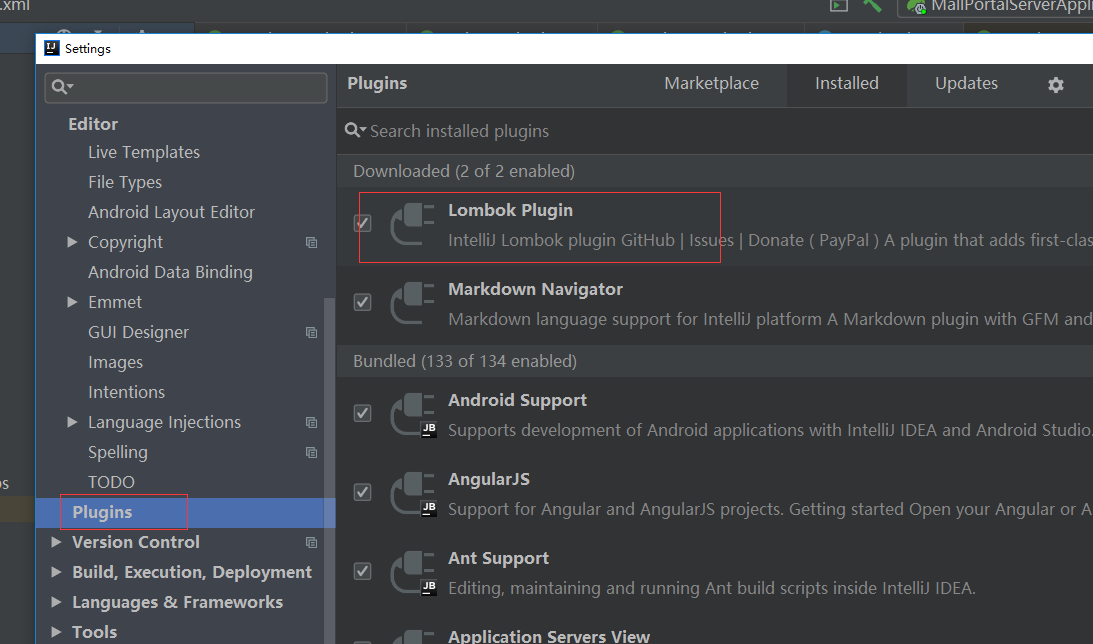 .xml
MallPortalServerAppli
Settings
Plugins
Marketplace
Installed
Updates
Editor
Live Templates
File Types
Android Layout Editor
Copyright
Android Data Binding
Emmet
GUI Designer
Images
Intentions
Language Injections
Spelling
TODO
Plugins
Version Control
Build, Execution, Deployment
Languages & Frameworks
Tools
Search installed plugins
Downloaded (2 of 2 enabled)
Lombok Plugin
IntelliJ Lombok plugin GitHub | Issues | Donate ( PayPal ) A plugin that adds first-clas
Markdown Navigator
Markdown language support for IntelliJ platform A Markdown plugin with GFM and
Bundled (133 of 134 enabled)
Android Support
JB
Supports development of Android applications with IntelliJ IDEA and Android Studio.
AngularJS
JB
Support for Angular and AngularJS projects. Getting started Open your Angular or A
Ant Support
JB
Editing, maintaining and running Ant build scripts inside IntelliJ IDEA.
Application Servers View